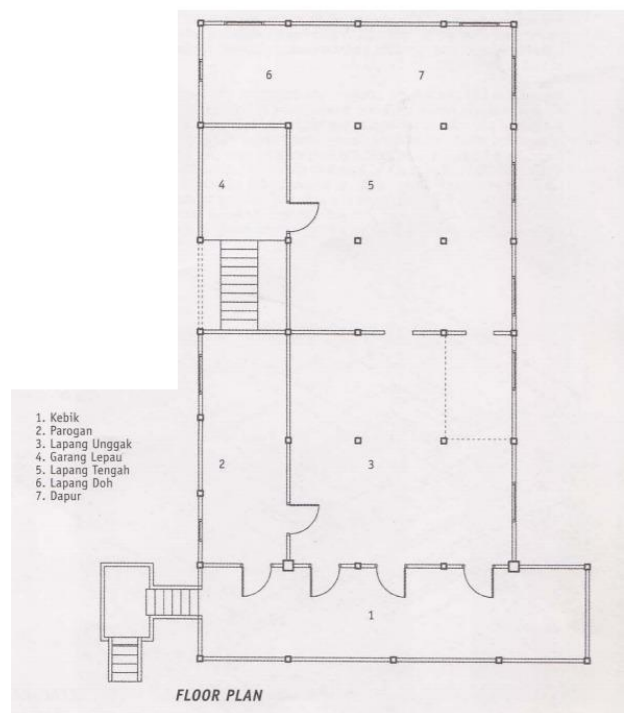 6
7
4
5
1. Kebik
2. Parogan
3. Lapang Unggak
4. Garang Lepau
5. Lapang Tengah
6. Lapang Doh
7. Dapur
2
3
1
FLOOR PLAN